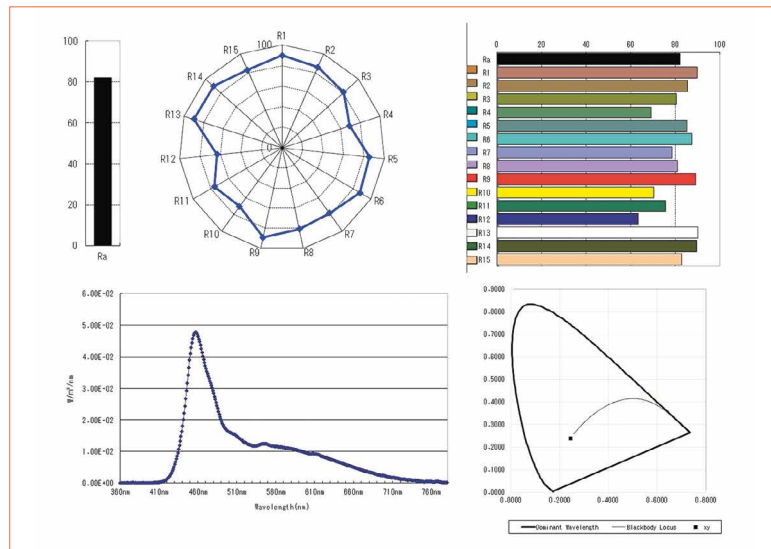 100
80
60
40
20
0
Ra
R1
R2
R3
R4
R5
R6
R7
R8
R9
R10
R11
R12
R13
R14
R15
100
0
0 20 40 60 80 100
Ra
R1
R2
R3
R4
R5
R6
R7
R8
R9
R10
R11
R12
R13
R14
R15
6.00E-02
5.00E-02
4.00E-02
3.00E-02
2.00E-02
1.00E-02
0.00E+00
W/m²/nm
360nm 410nm 460nm 510nm 560nm 610nm 660nm 710nm 760nm
Wavelength(nm)
0.9000
0.8000
0.7000
0.6000
0.5000
0.4000
0.3000
0.2000
0.1000
0.0000
0.0000 0.2000 0.4000 0.6000 0.8000
Dominant Wavelength Blackbody Locus xy